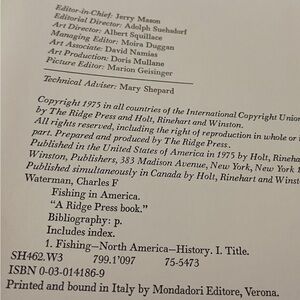 Editor-in-Chief: Jerry Mason
Editorial Director: Adolph Suehsdorf
Art Director: Albert Squillace
Managing Editor: Moira Duggan
Art Associate: David Namias
Art Production: Doris Mullane
Picture Editor: Marion Geisinger
Technical Adviser: Mary Shepard
Copyright 1975 in all countries of the International Copyright Union
by The Ridge Press and Holt, Rinehart and Winston.
All rights reserved, including the right of reproduction in whole or i
part. Prepared and produced by The Ridge Press.
Published in the United States of America in 1975 by Holt, Rineha
Winston, Publishers, 383 Madison Avenue, New York, New York 1
Published simultaneously in Canada by Holt, Rinehart and Winst
Waterman, Charles F
Fishing in America.
"A Ridge Press book."
Bibliography: p.
Includes index.
1. Fishing—North America—History. I. Title.
SH462.W3 799.1'097 75-5473
ISBN 0-03-014186-9
Printed and bound in Italy by Mondadori Editore, Verona.